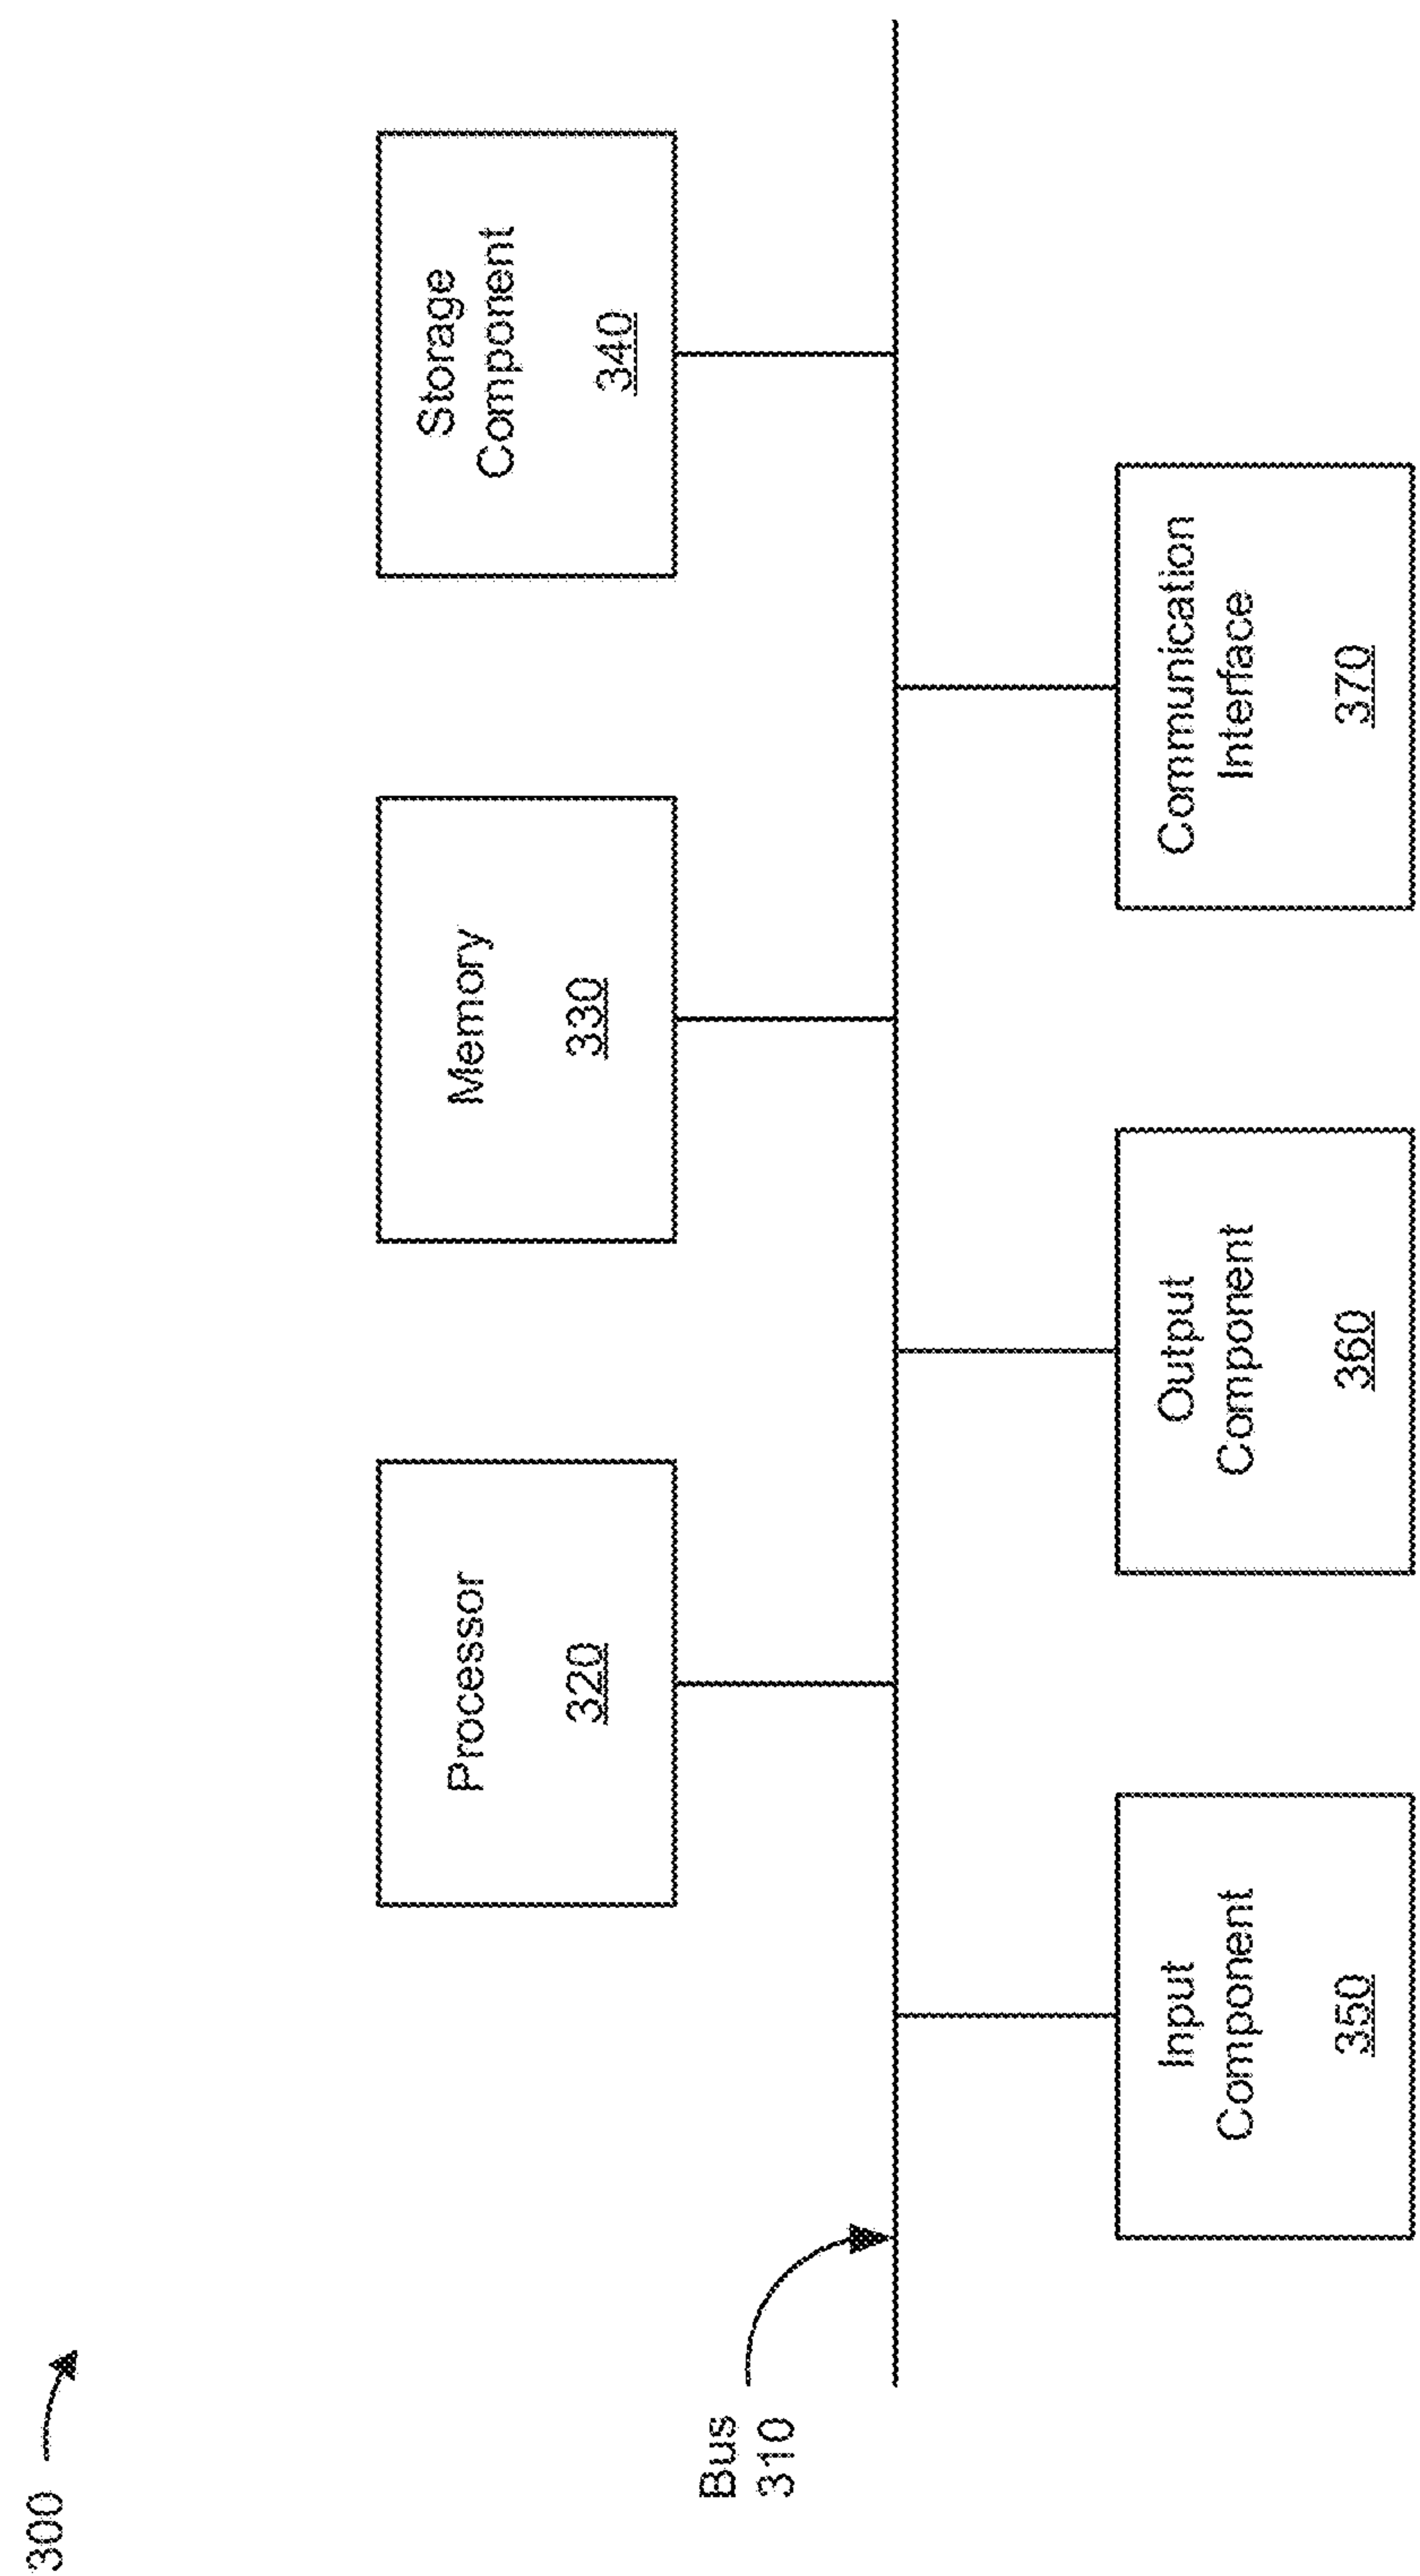 300
Processor
320
Memory
330
Storage
Component
340
Bus
310
Input
Component
350
Output
Component
360
Communication
Interface
370